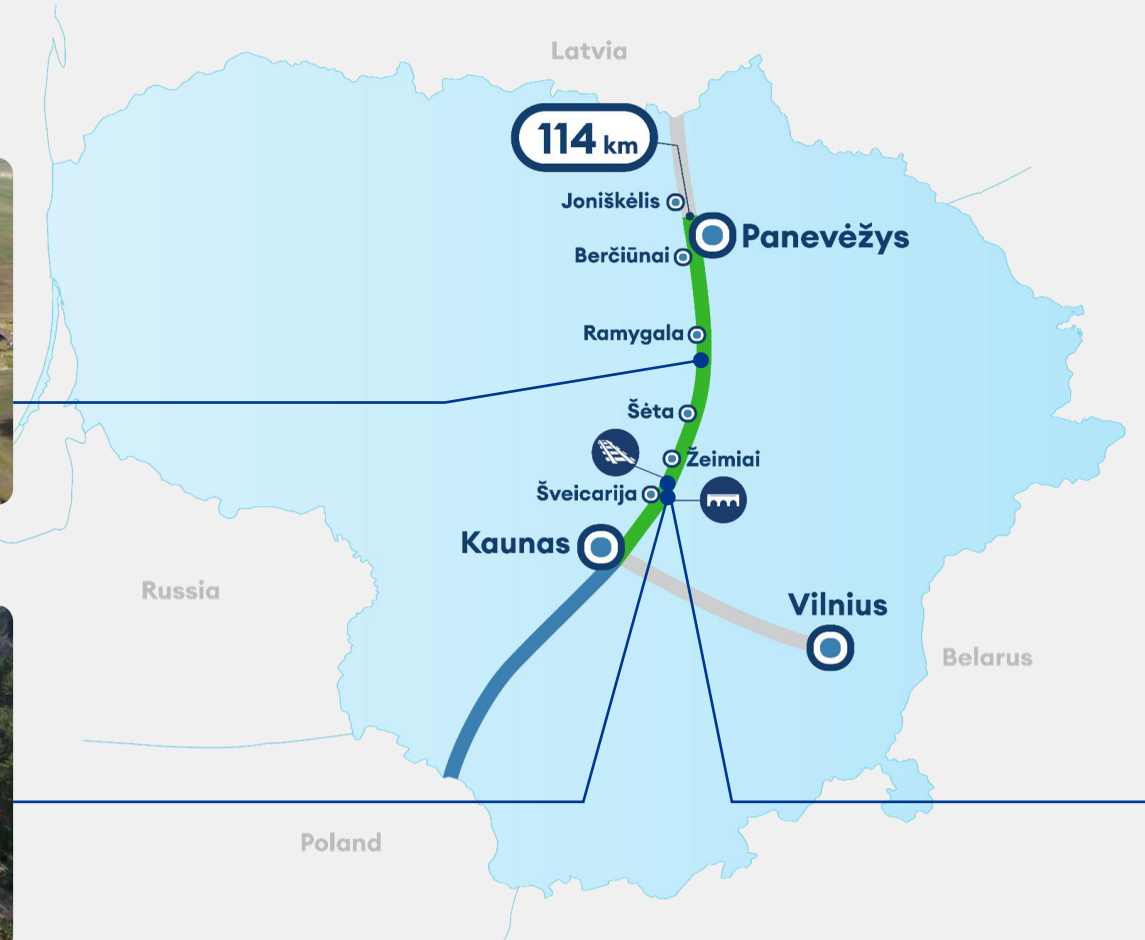 Latvia
114 km
Joniškėlis
Panevėžys
Berčiūnai
Ramygala
Šėta
Žeimiai
Šveicarija
Kaunas
Russia
Vilnius
Belarus
Poland